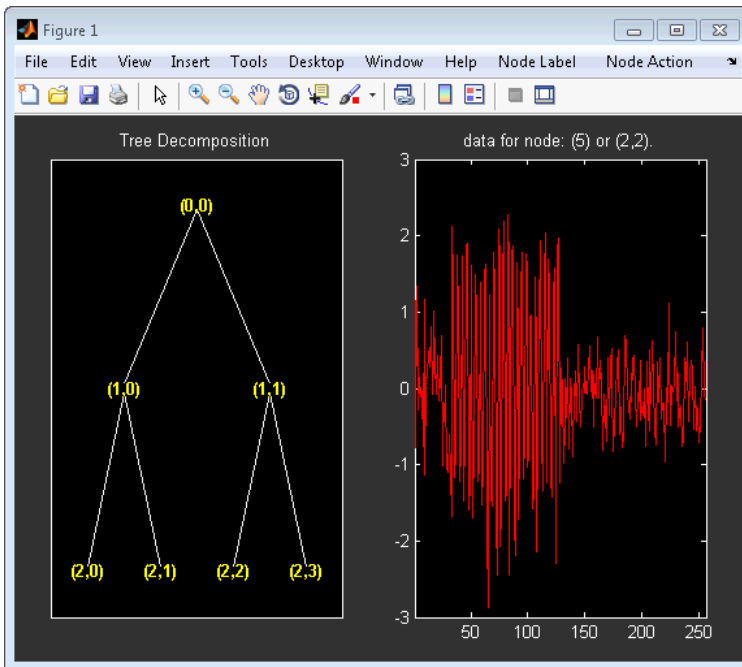 Figure 1
File Edit View Insert Tools Desktop Window Help Node Label Node Action
Tree Decomposition
(0,0)
(1,0) (1,1)
(2,0) (2,1) (2,2) (2,3)
data for node: (5) or (2,2).
3
2
1
0
-1
-2
-3
50 100 150 200 250